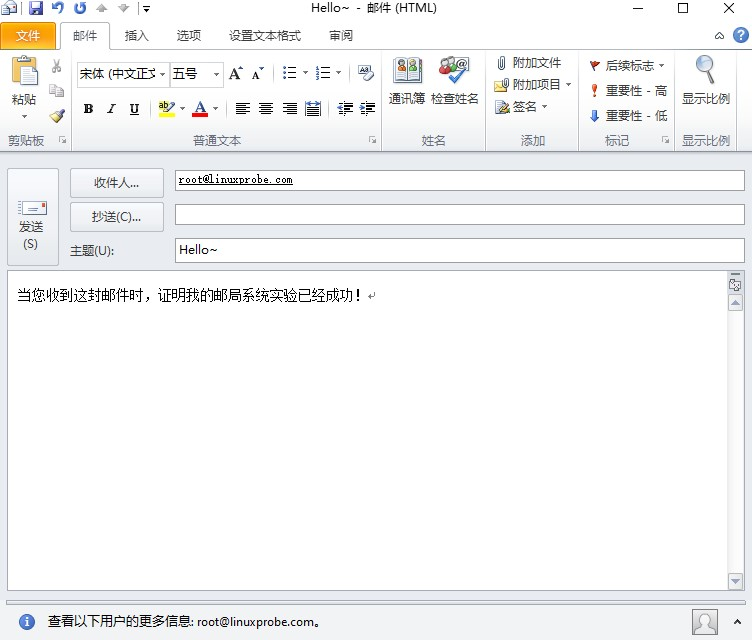 Hello~ - 邮件 (HTML)
文件 邮件 插入 选项 设置文本格式 审阅
宋体 (中文正文 五号 A A 附加文件 后续标志
粘贴 通讯簿 检查姓名 附加项目 重要性 - 高 显示比例
B I U ab A 签名 重要性 - 低
剪贴板 普通文本 姓名 添加 标记 显示比例
收件人... root@linuxprobe.com
发送
(S)
抄送(C)...
主题(U): Hello~
当您收到这封邮件时，证明我的邮局系统实验已经成功！
查看以下用户的更多信息: root@linuxprobe.com。